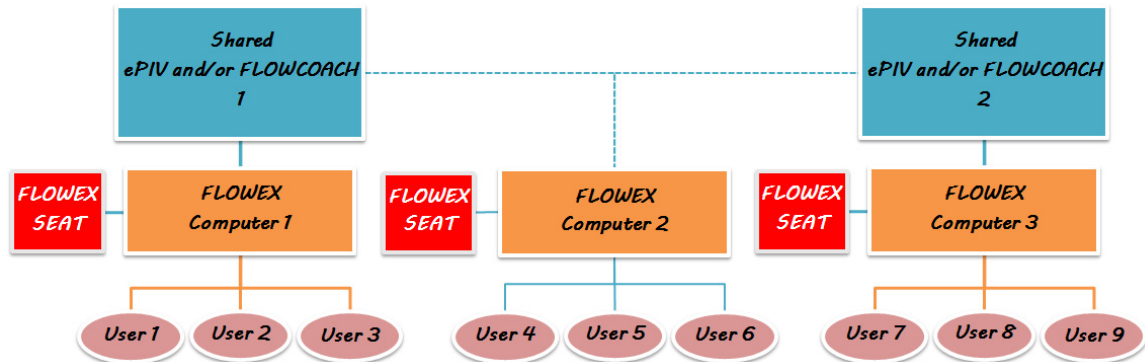 Shared
ePIV and/or FLOWCOACH
1
Shared
ePIV and/or FLOWCOACH
2
FLOWEX
SEAT
FLOWEX
Computer 1
FLOWEX
SEAT
FLOWEX
Computer 2
FLOWEX
SEAT
FLOWEX
Computer 3
User 1
User 2
User 3
User 4
User 5
User 6
User 7
User 8
User 9